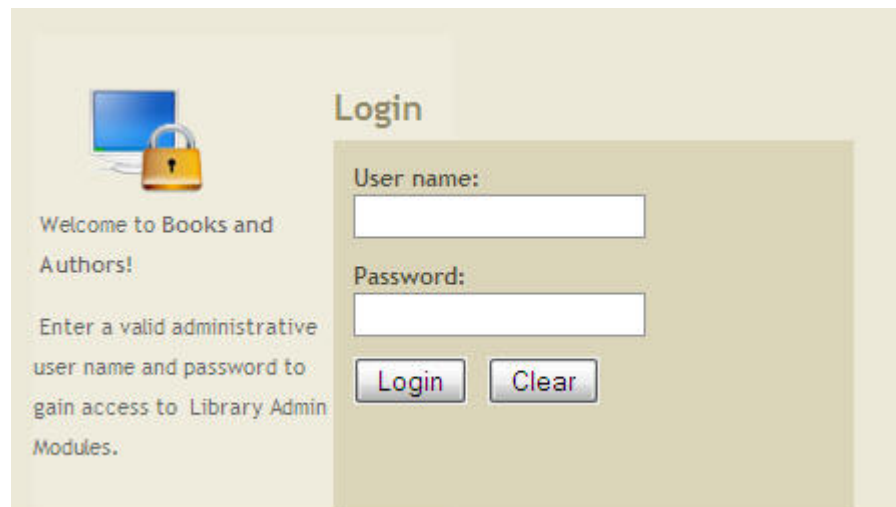 Login
Welcome to Books and
Authors!
Enter a valid administrative
user name and password to
gain access to Library Admin
Modules.
User name:
Password:
Login Clear